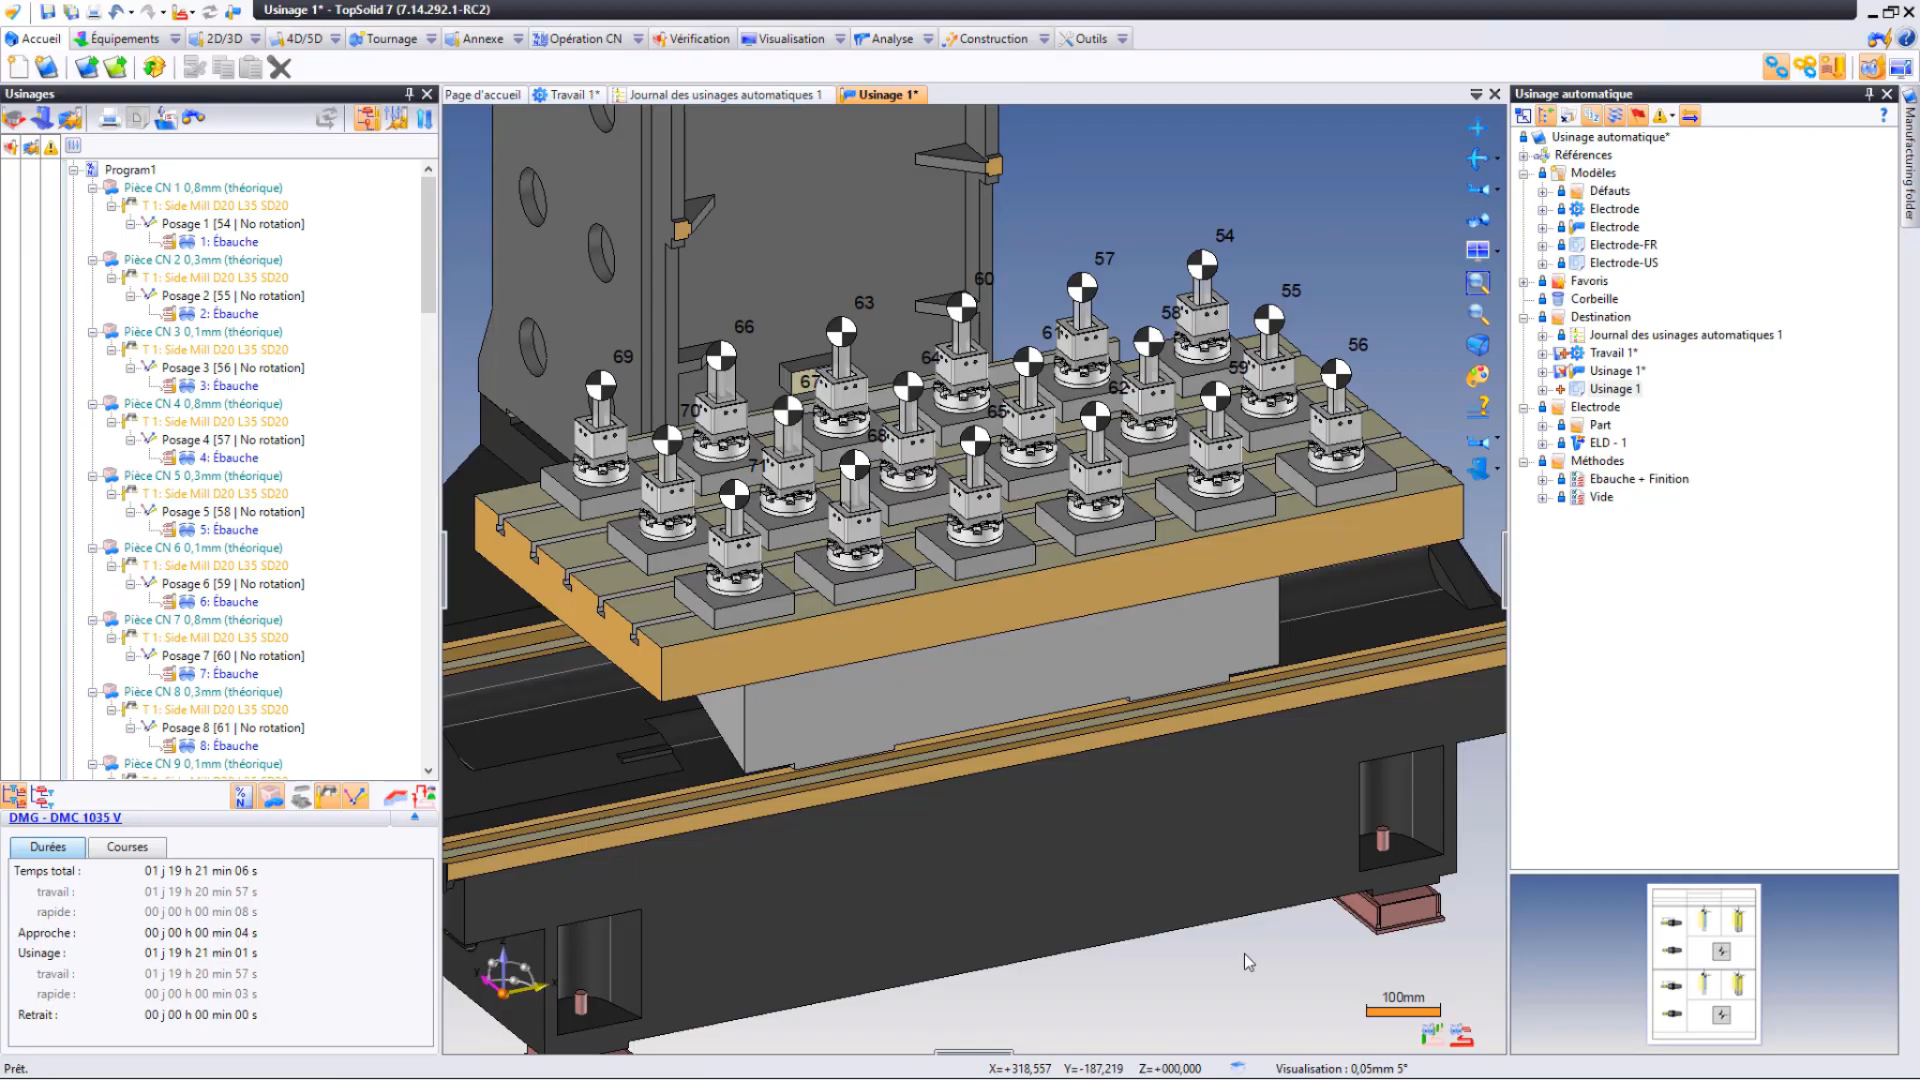 Usinage 1* - TopSolid 7 (7.14.292.1-RC2)
Accueil Équipements 2D/3D 4D/5D Tournage Annexe Opération CN Vérification Visualisation Analyse Construction Outils
Usinages
Page d'accueil Travail 1* Journal des usinages automatiques 1 Usinage 1*
Usinage automatique
Manufacturing folder
Program1
Pièce CN 1 0,8mm (théorique)
T 1: Side Mill D20 L35 SD20
Posage 1 [54 | No rotation]
1: Ébauche
Pièce CN 2 0,3mm (théorique)
T 1: Side Mill D20 L35 SD20
Posage 2 [55 | No rotation]
2: Ébauche
Pièce CN 3 0,1mm (théorique)
T 1: Side Mill D20 L35 SD20
Posage 3 [56 | No rotation]
3: Ébauche
Pièce CN 4 0,8mm (théorique)
T 1: Side Mill D20 L35 SD20
Posage 4 [57 | No rotation]
4: Ébauche
Pièce CN 5 0,3mm (théorique)
T 1: Side Mill D20 L35 SD20
Posage 5 [58 | No rotation]
5: Ébauche
Pièce CN 6 0,1mm (théorique)
T 1: Side Mill D20 L35 SD20
Posage 6 [59 | No rotation]
6: Ébauche
Pièce CN 7 0,8mm (théorique)
T 1: Side Mill D20 L35 SD20
Posage 7 [60 | No rotation]
7: Ébauche
Pièce CN 8 0,3mm (théorique)
T 1: Side Mill D20 L35 SD20
Posage 8 [61 | No rotation]
8: Ébauche
Pièce CN 9 0,1mm (théorique)
DMG - DMC 1035 V
Durées Courses
Temps total : 01 j 19 h 21 min 06 s
travail : 01 j 19 h 20 min 57 s
rapide : 00 j 00 h 00 min 08 s
Approche : 00 j 00 h 00 min 04 s
Usinage : 01 j 19 h 21 min 01 s
travail : 01 j 19 h 20 min 57 s
rapide : 00 j 00 h 00 min 03 s
Retrait : 00 j 00 h 00 min 00 s
54
57
60
55
63
58
66
61
56
69
64
59
67
62
70
65
68
71
100mm
Usinage automatique*
Références
Modèles
Défauts
Electrode
Electrode
Electrode-FR
Electrode-US
Favoris
Corbeille
Destination
Journal des usinages automatiques 1
Travail 1*
Usinage 1*
Usinage 1
Electrode
Part
ELD - 1
Méthodes
Ebauche + Finition
Vide
Prêt. X=+318,557 Y=-187,219 Z=+000,000 Visualisation : 0,05mm 5°